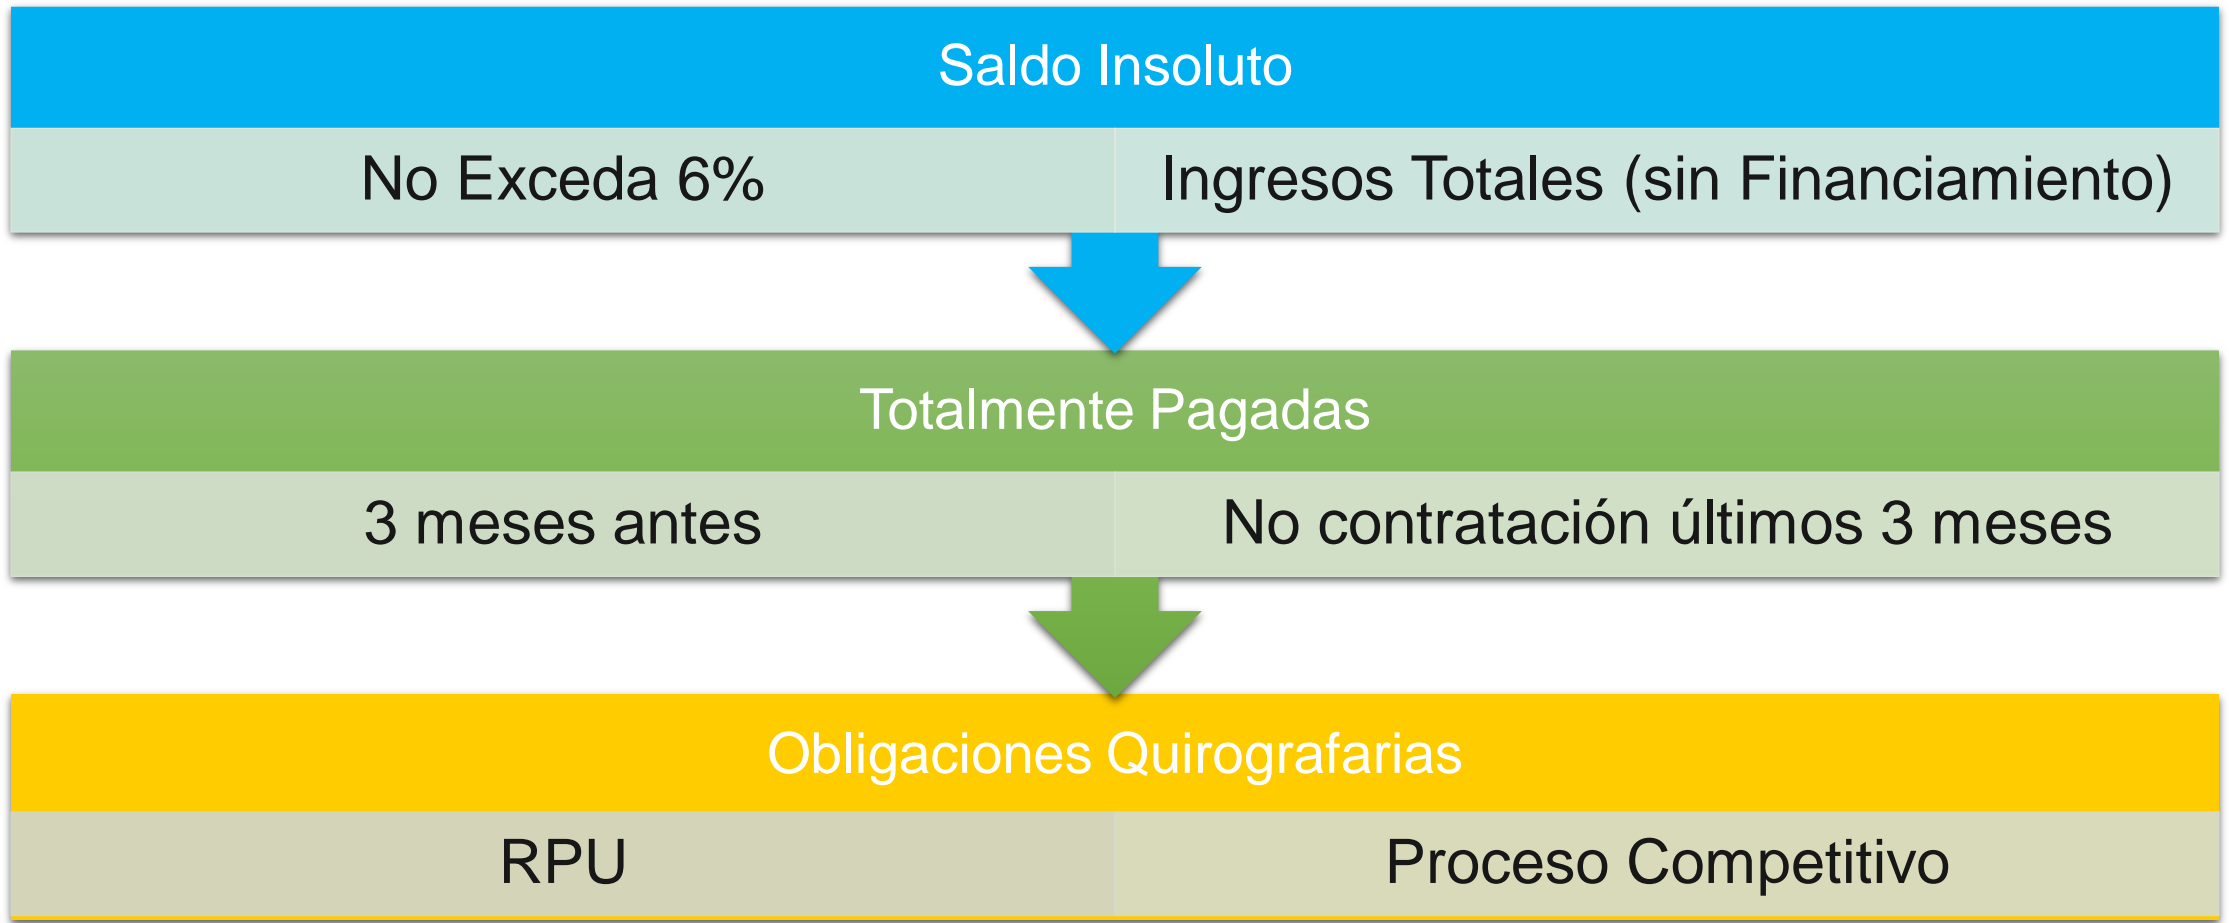 Saldo Insoluto
No Exceda 6%
Ingresos Totales (sin Financiamiento)
Totalmente Pagadas
3 meses antes
No contratación últimos 3 meses
Obligaciones Quirografarias
RPU
Proceso Competitivo